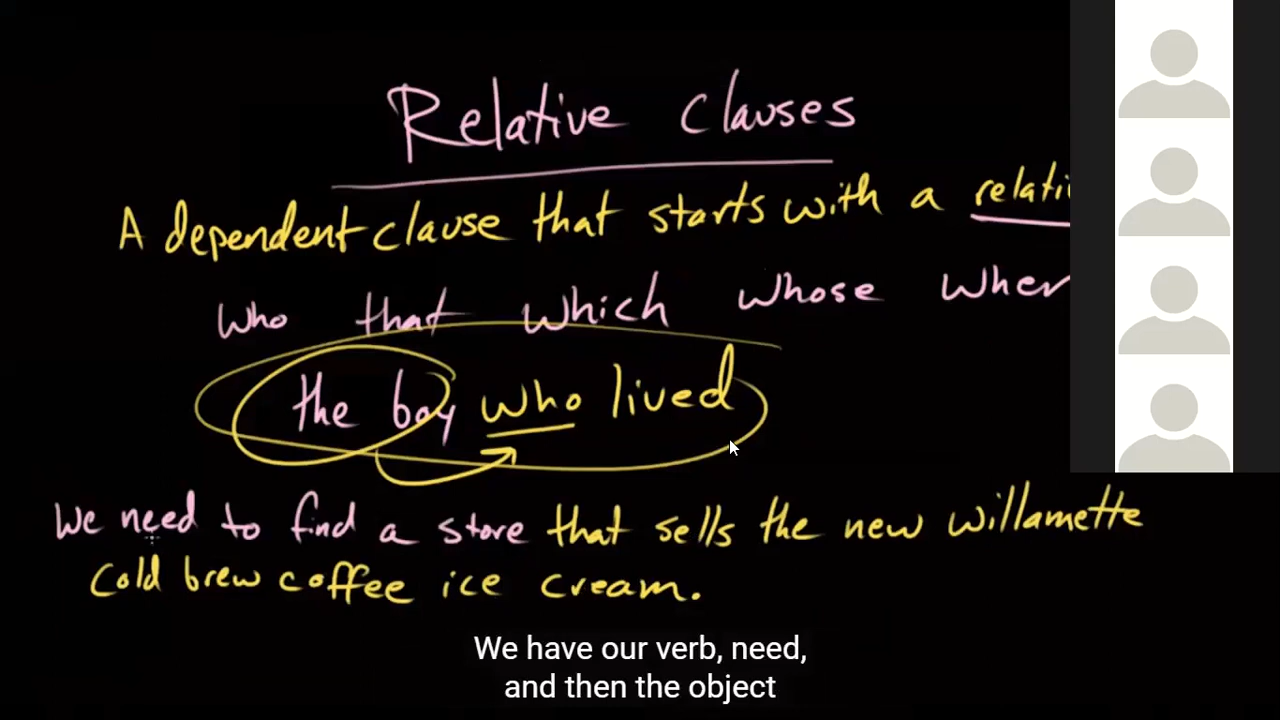 Relative Clauses
A dependent clause that starts with a relati
who that which whose wher
the boy who lived
We need to find a store that sells the new willamette
cold brew coffee ice cream.
We have our verb, need,
and then the object